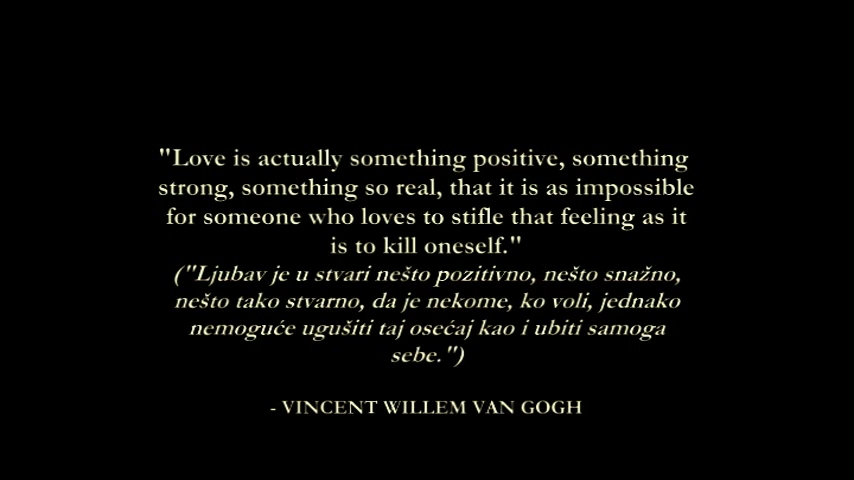 "Love is actually something positive, something
strong, something so real, that it is as impossible
for someone who loves to stifle that feeling as it
is to kill oneself."
("Ljubav je u stvari nešto pozitivno, nešto snažno,
nešto tako stvarno, da je nekome, ko voli, jednako
nemoguće ugušiti taj osećaj kao i ubiti samoga
sebe.")
- VINCENT WILLEM VAN GOGH